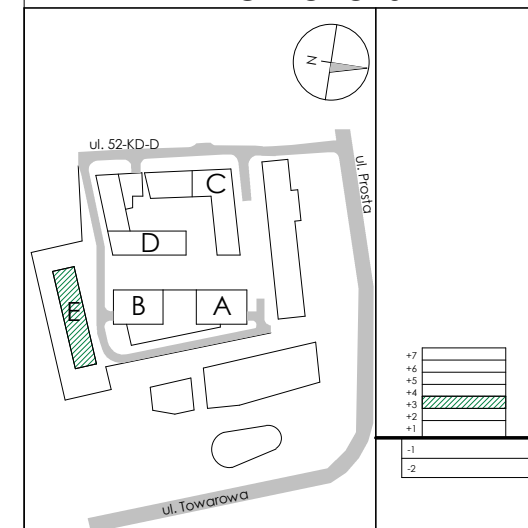 N
ul. 52-KD-D
ul. Prosta
C
D
E
B
A
ul. Towarowa
+7
+6
+5
+4
+3
+2
+1
-1
-2